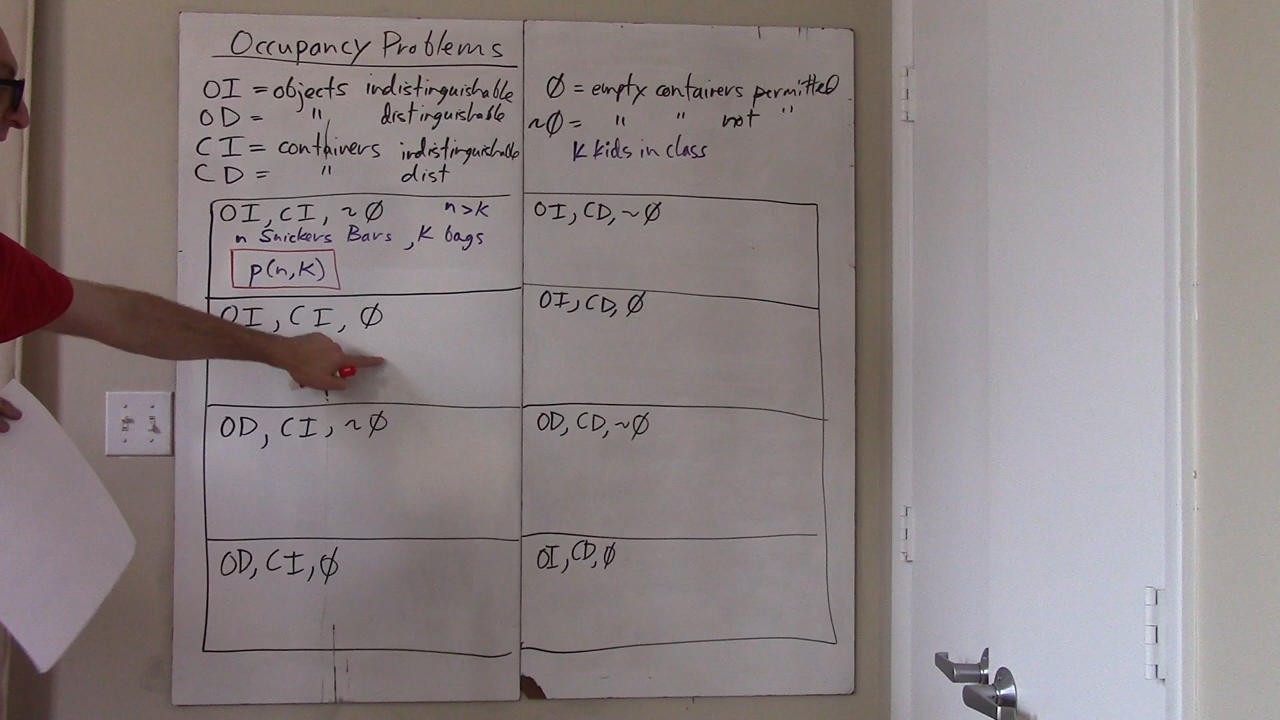 Occupancy Problems
OI = objects indistinguishable
OD = " distinguishable
CI = containers indistinguishable
CD = " dist
Ø = empty containers permitted
~Ø = " " not "
K kids in class
OI, CI, ~Ø n>k
n Snickers Bars, K bags
p(n,k)
OI, CI, Ø
OD, CI, ~Ø
OD, CI, Ø
OI, CD, ~Ø
OI, CD, Ø
OD, CD, ~Ø
OI, CD, Ø